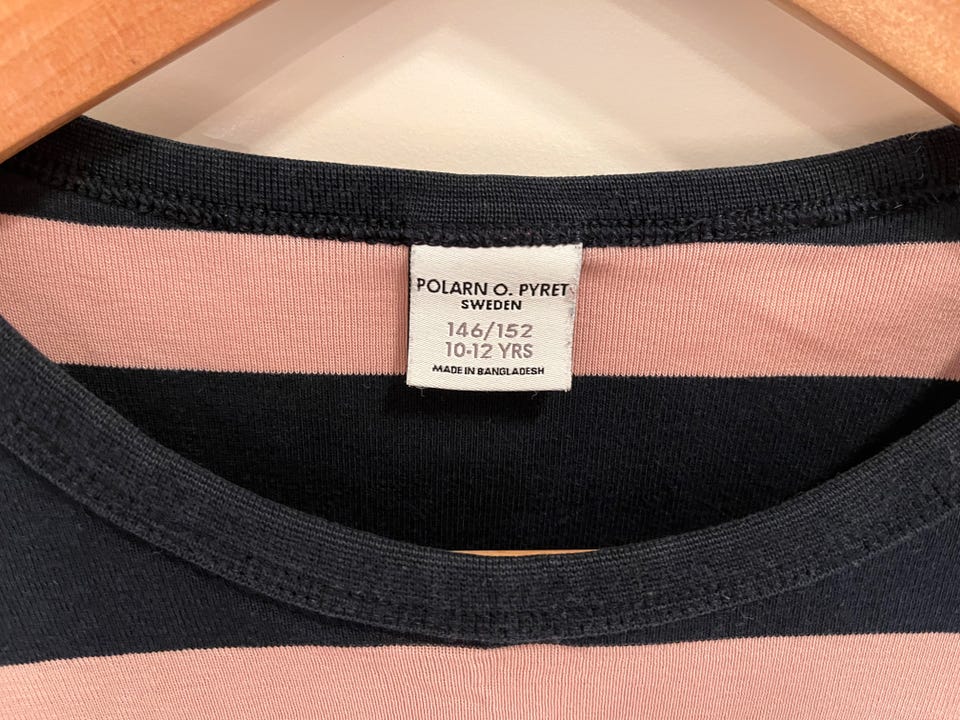 POLARN O. PYRET
SWEDEN
146/152
10-12 YRS
MADE IN BANGLADESH